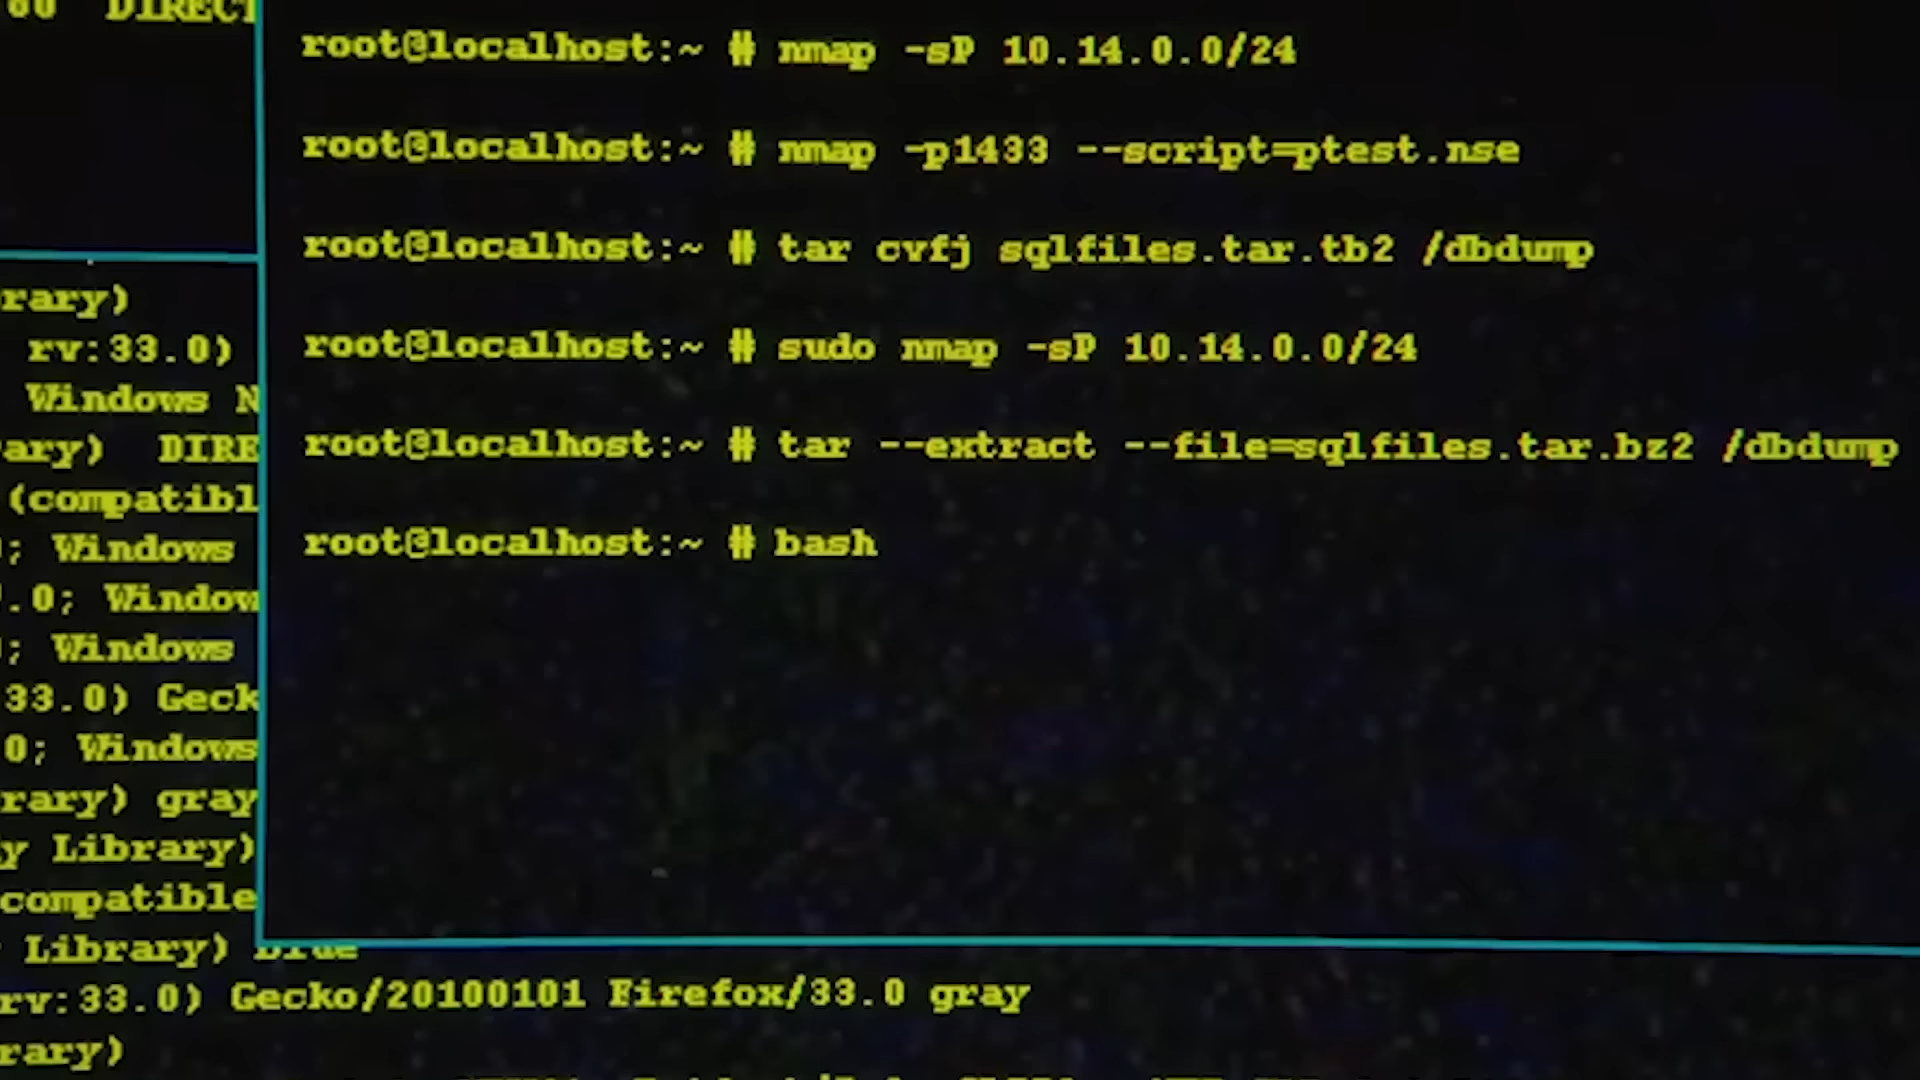 00 DIRECT
root@localhost:~ # nmap -sP 10.14.0.0/24
root@localhost:~ # nmap -p1433 --script=ptest.nse
root@localhost:~ # tar cvfj sqlfiles.tar.tb2 /dbdump
root@localhost:~ # sudo nmap -sP 10.14.0.0/24
root@localhost:~ # tar --extract --file=sqlfiles.tar.bz2 /dbdump
root@localhost:~ # bash
rary)
rv:33.0)
Windows N
ary) DIRE
(compatibl
; Windows
.0; Window
; Windows
33.0) Geck
0; Windows
rary) gray
y Library)
compatible
Library) blue
rv:33.0) Gecko/20100101 Firefox/33.0 gray
rary)